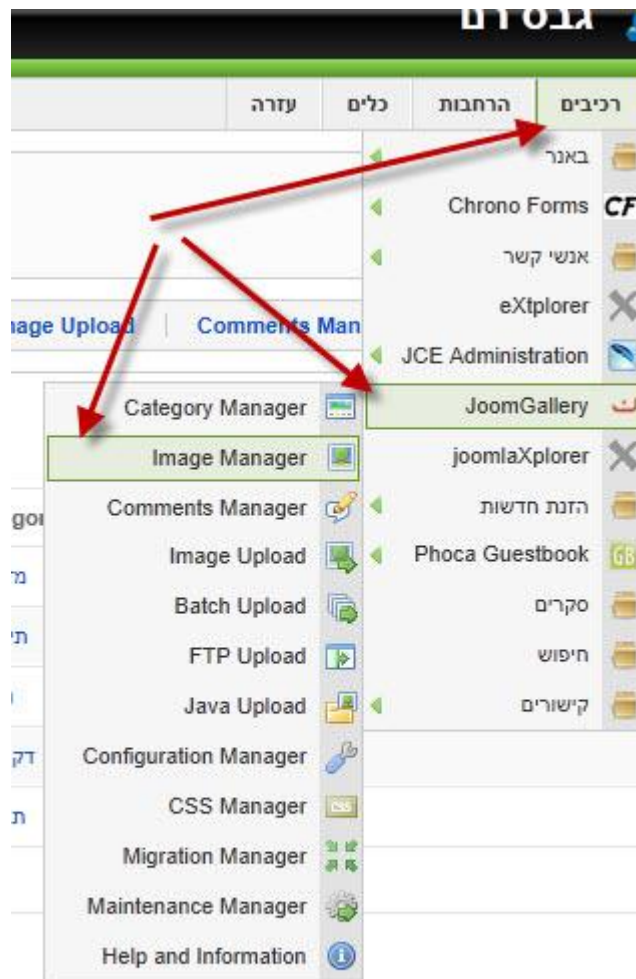 גבס רם
רכיבים
הרחבות
כלים
עזרה
באנר
Chrono Forms
CF
אנשי קשר
eXtplorer
JCE Administration
JoomGallery
joomlaXplorer
הזנת חדשות
Phoca Guestbook
GB
סקרים
חיפוש
קישורים
Upload
Comments Man
Category Manager
Image Manager
Comments Manager
Image Upload
Batch Upload
FTP Upload
Java Upload
Configuration Manager
CSS Manager
CSS
Migration Manager
Maintenance Manager
Help and Information